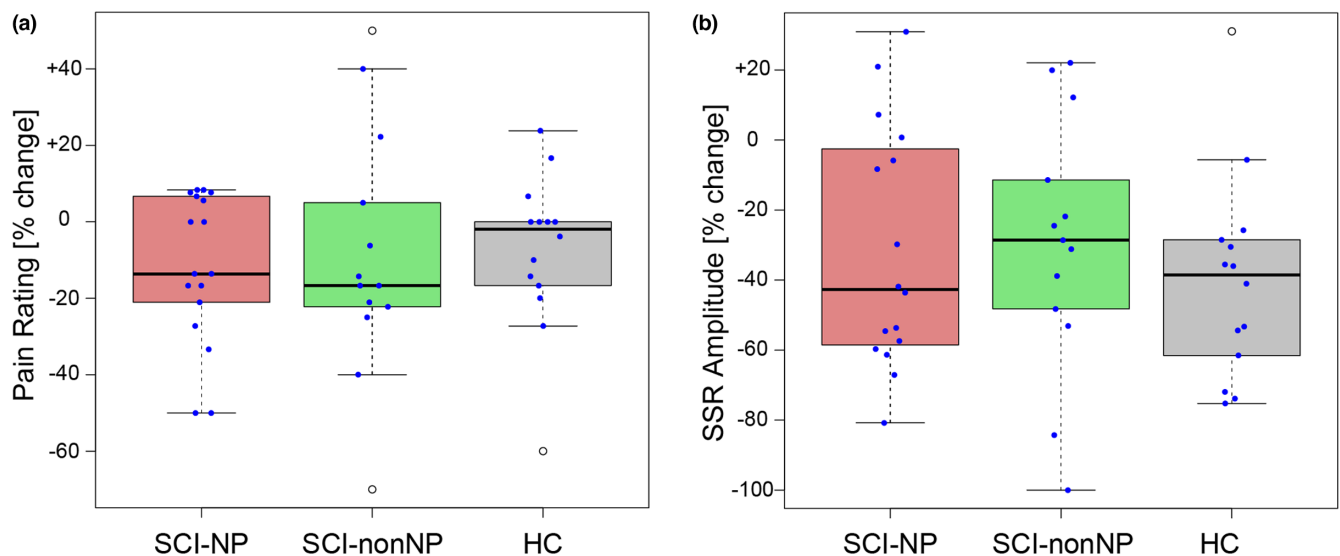 (a)
Pain Rating [% change]
+40
+20
0
-20
-40
-60
SCI-NP SCI-nonNP HC
(b)
SSR Amplitude [% change]
+20
0
-20
-40
-60
-80
-100
SCI-NP SCI-nonNP HC